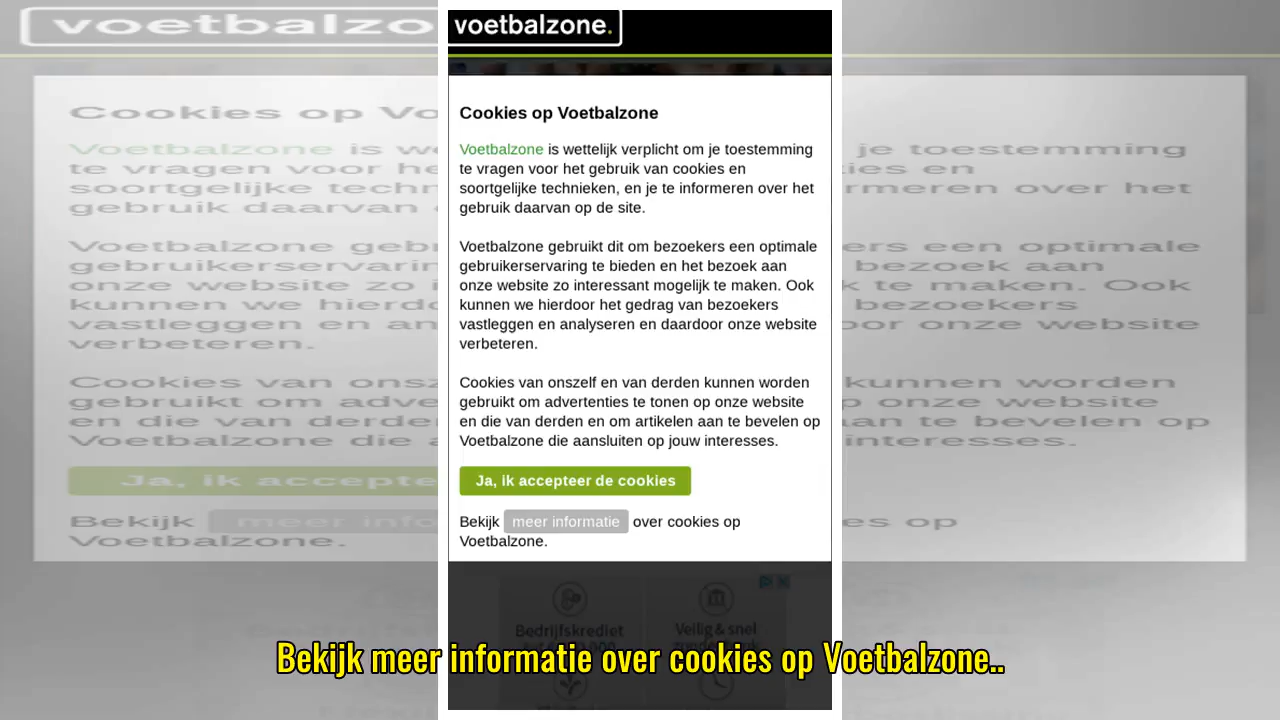 voetbalzone.
Cookies op Voetbalzone
Voetbalzone is wettelijk verplicht om je toestemming
te vragen voor het gebruik van cookies en
soortgelijke technieken, en je te informeren over het
gebruik daarvan op de site.
Voetbalzone gebruikt dit om bezoekers een optimale
gebruikerservaring te bieden en het bezoek aan
onze website zo interessant mogelijk te maken. Ook
kunnen we hierdoor het gedrag van bezoekers
vastleggen en analyseren en daardoor onze website
verbeteren.
Cookies van onszelf en van derden kunnen worden
gebruikt om advertenties te tonen op onze website
en die van derden en om artikelen aan te bevelen op
Voetbalzone die aansluiten op jouw interesses.
Ja, ik accepteer de cookies
Bekijk meer informatie over cookies op
Voetbalzone.
Bedrijfskrediet
Veilig & snel
Bekijk meer informatie over cookies op Voetbalzone..